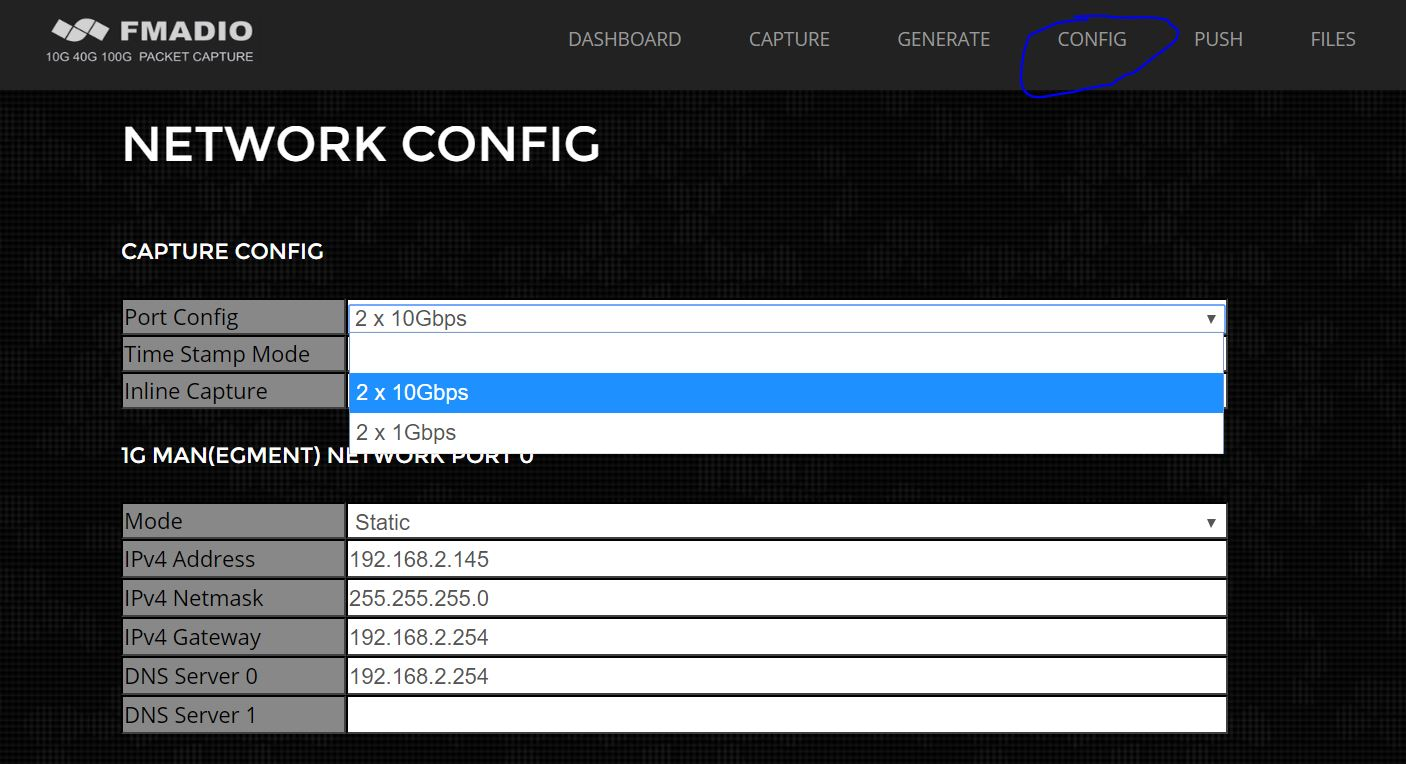 FMADIO
10G 40G 100G PACKET CAPTURE
DASHBOARD CAPTURE GENERATE CONFIG PUSH FILES
NETWORK CONFIG
CAPTURE CONFIG
Port Config 2 x 10Gbps
Time Stamp Mode
Inline Capture 2 x 10Gbps
2 x 1Gbps
1G MAN(EGMENT) NETWORK PORT 0
Mode Static
IPv4 Address 192.168.2.145
IPv4 Netmask 255.255.255.0
IPv4 Gateway 192.168.2.254
DNS Server 0 192.168.2.254
DNS Server 1